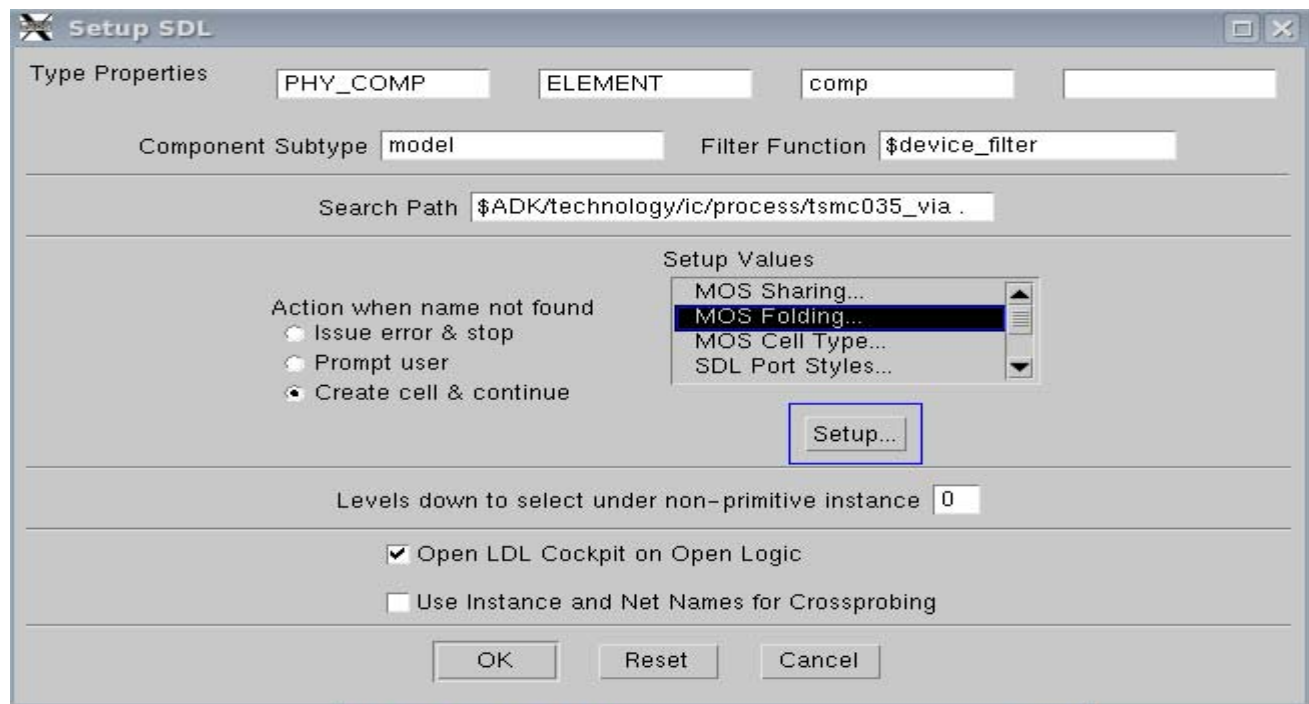 Setup SDL
Type Properties PHY_COMP ELEMENT comp
Component Subtype model Filter Function $device_filter
Search Path $ADK/technology/ic/process/tsmc035_via .
Setup Values
MOS Sharing...
Action when name not found
MOS Folding...
Issue error & stop
MOS Cell Type...
Prompt user
SDL Port Styles...
Create cell & continue
Setup...
Levels down to select under non-primitive instance 0
Open LDL Cockpit on Open Logic
Use Instance and Net Names for Crossprobing
OK Reset Cancel